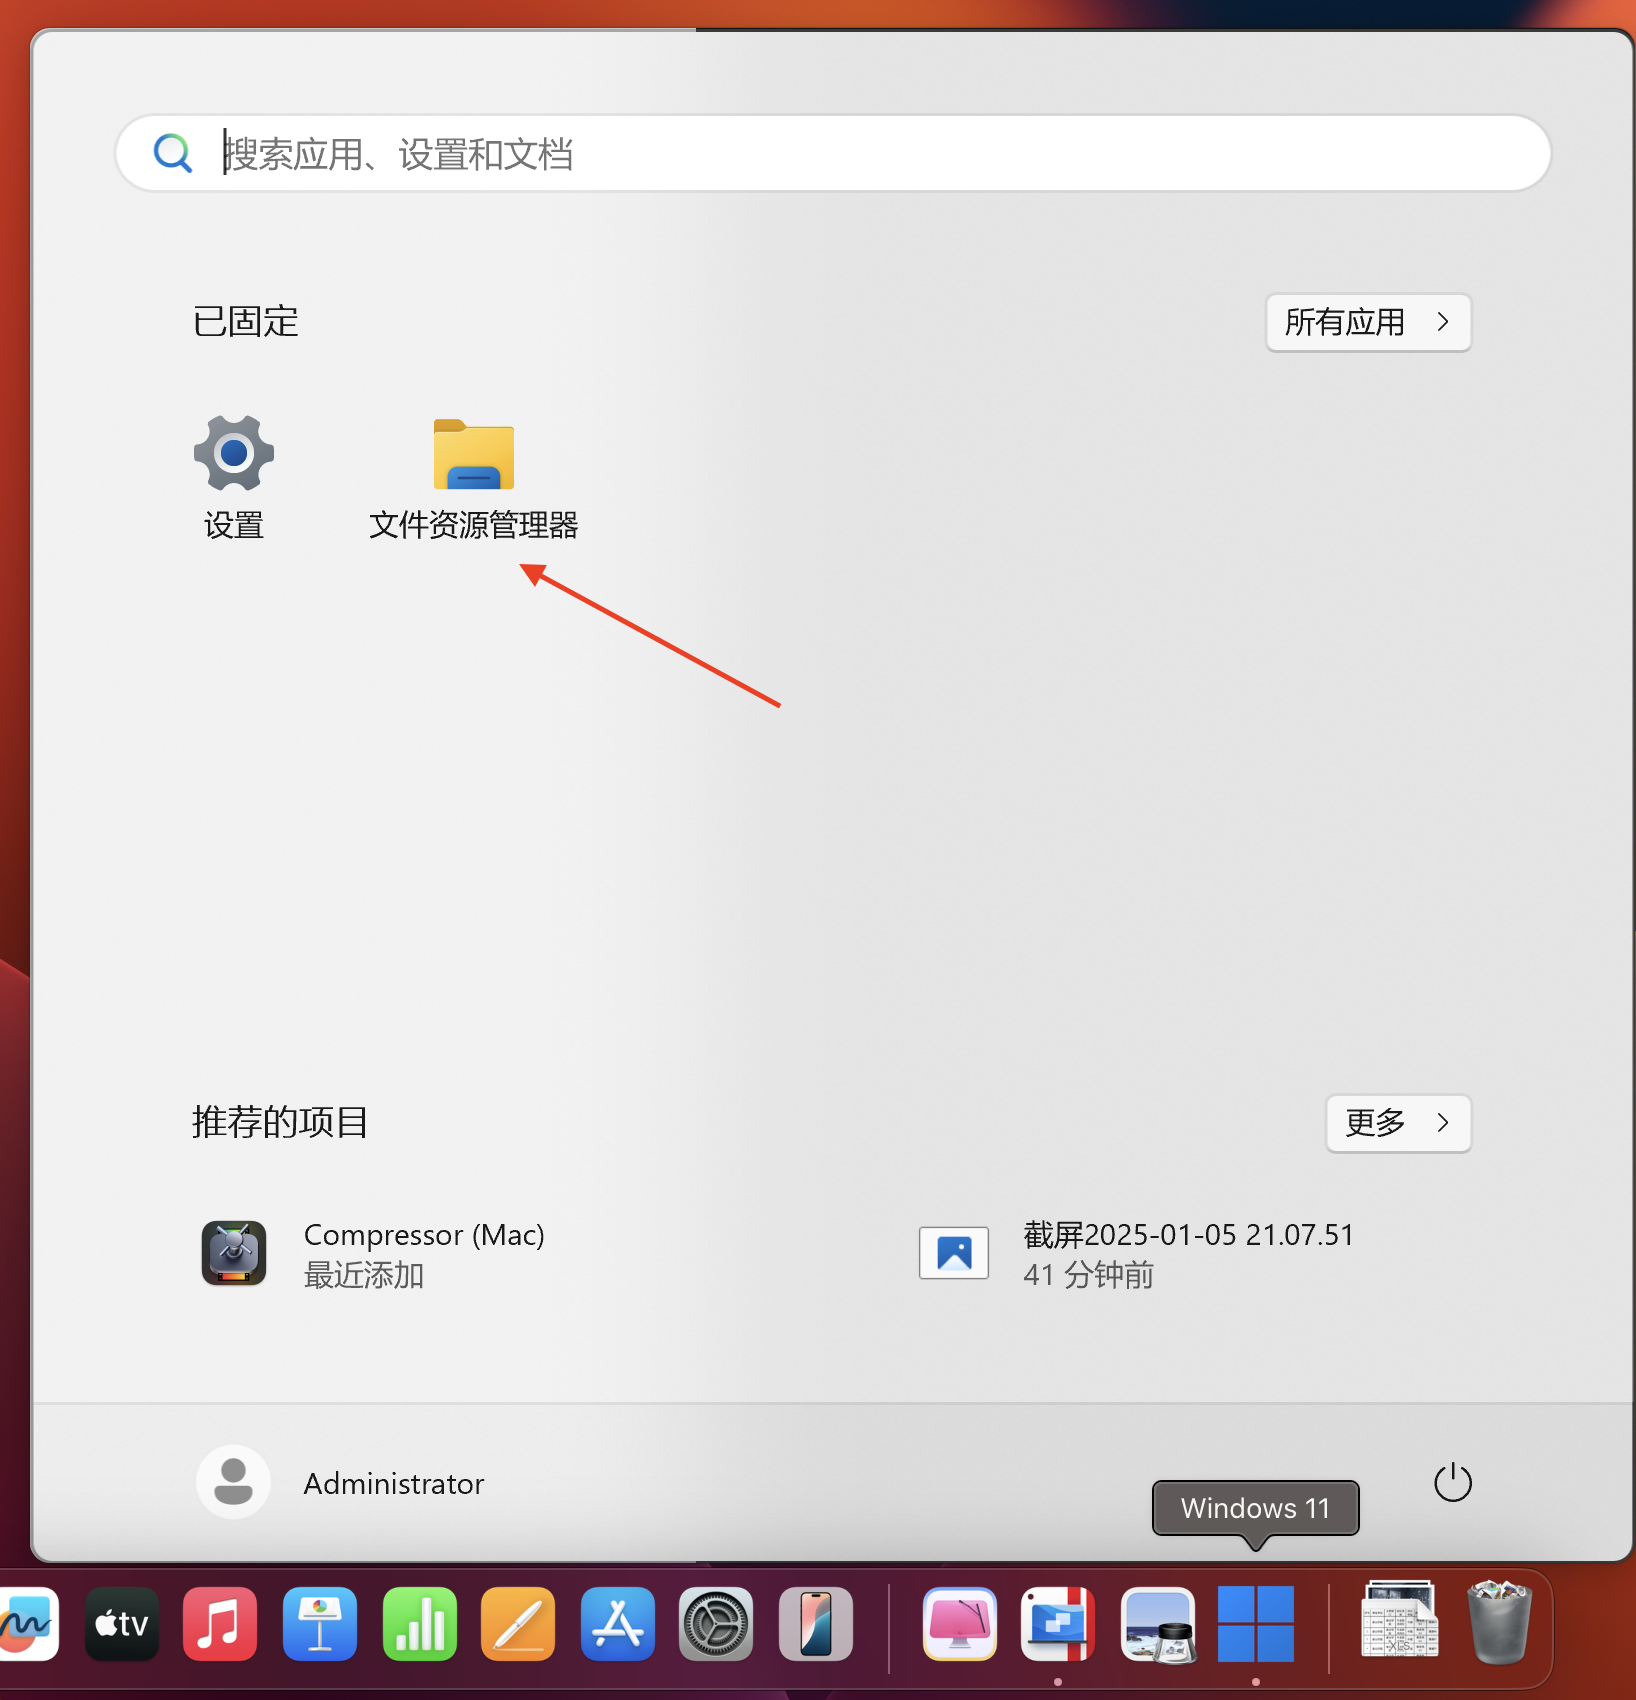 搜索应用、设置和文档
已固定
所有应用
设置
文件资源管理器
推荐的项目
更多
Compressor (Mac)
最近添加
截屏2025-01-05 21.07.51
41 分钟前
Administrator
Windows 11
tv
XLS